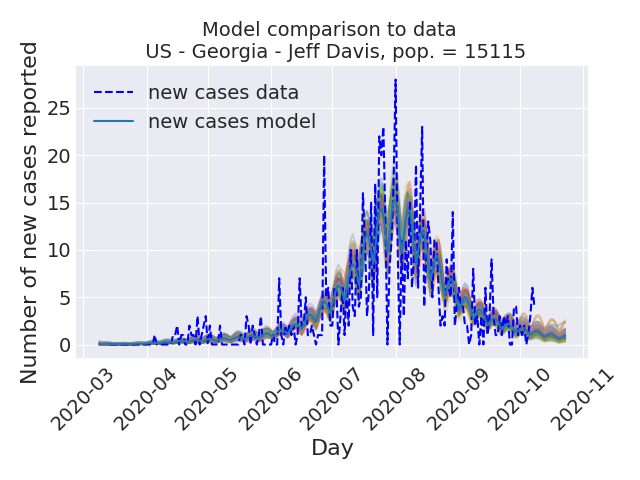 Model comparison to data
US - Georgia - Jeff Davis, pop. = 15115
Number of new cases reported
25
20
15
10
5
0
new cases data
new cases model
2020-03
2020-04
2020-05
2020-06
2020-07
2020-08
2020-09
2020-10
2020-11
Day